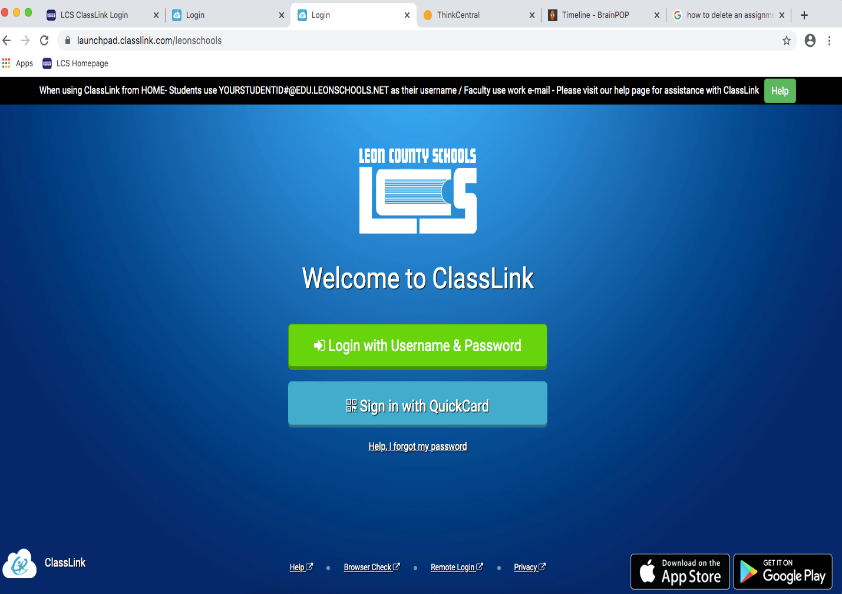 LCS ClassLink Login
Login
Login
ThinkCentral
Timeline - BrainPOP
how to delete an assignm
launchpad.classlink.com/leonschools
Apps
LCS Homepage
When using ClassLink from HOME- Students use YOURSTUDENTID#@EDU.LEONSCHOOLS.NET as their username / Faculty use work e-mail - Please visit our help page for assistance with ClassLink
Help
LEON COUNTY SCHOOLS
LCS
Welcome to ClassLink
Login with Username & Password
Sign in with QuickCard
Help, I forgot my password
ClassLink
Help
Browser Check
Remote Login
Privacy
Download on the
App Store
GET IT ON
Google Play